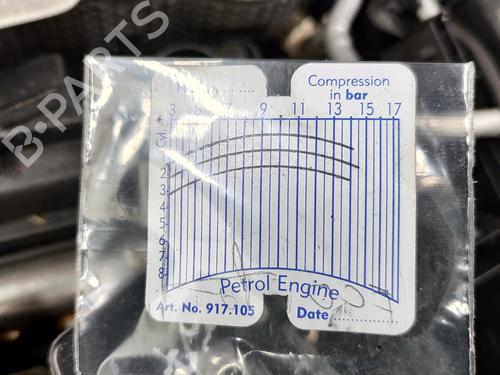 B-PARTS
N
Compression
in bar
3 7 9 11 13 15 17
Cyl.
1
2
3
4
5
6
7
8
Petrol Engine
Art. No. 917.105
Date